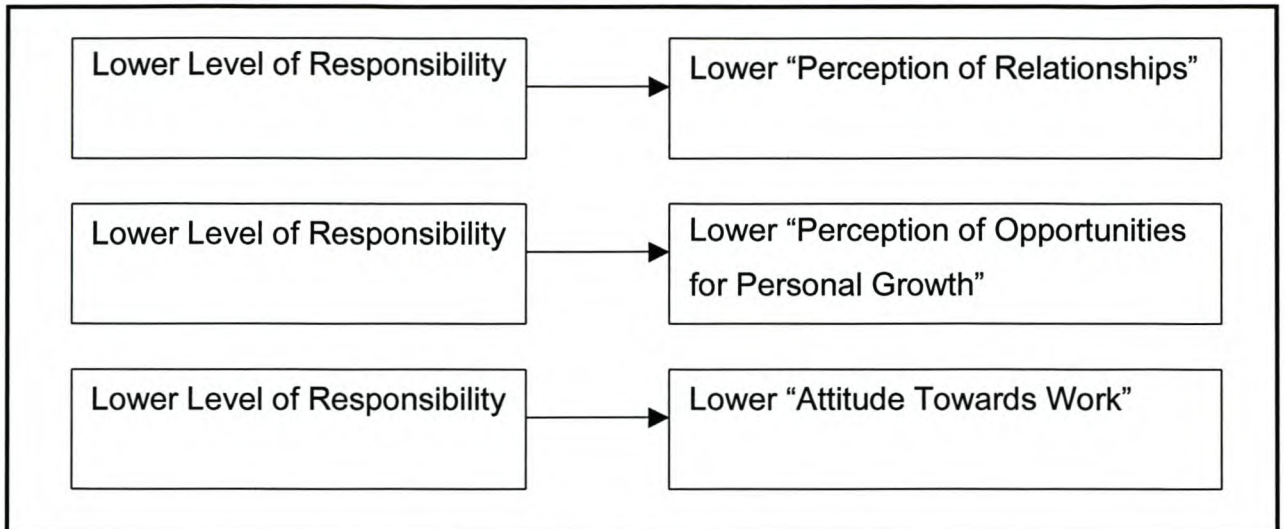 Lower Level of Responsibility
Lower “Perception of Relationships”
Lower Level of Responsibility
Lower “Perception of Opportunities
for Personal Growth”
Lower Level of Responsibility
Lower “Attitude Towards Work”